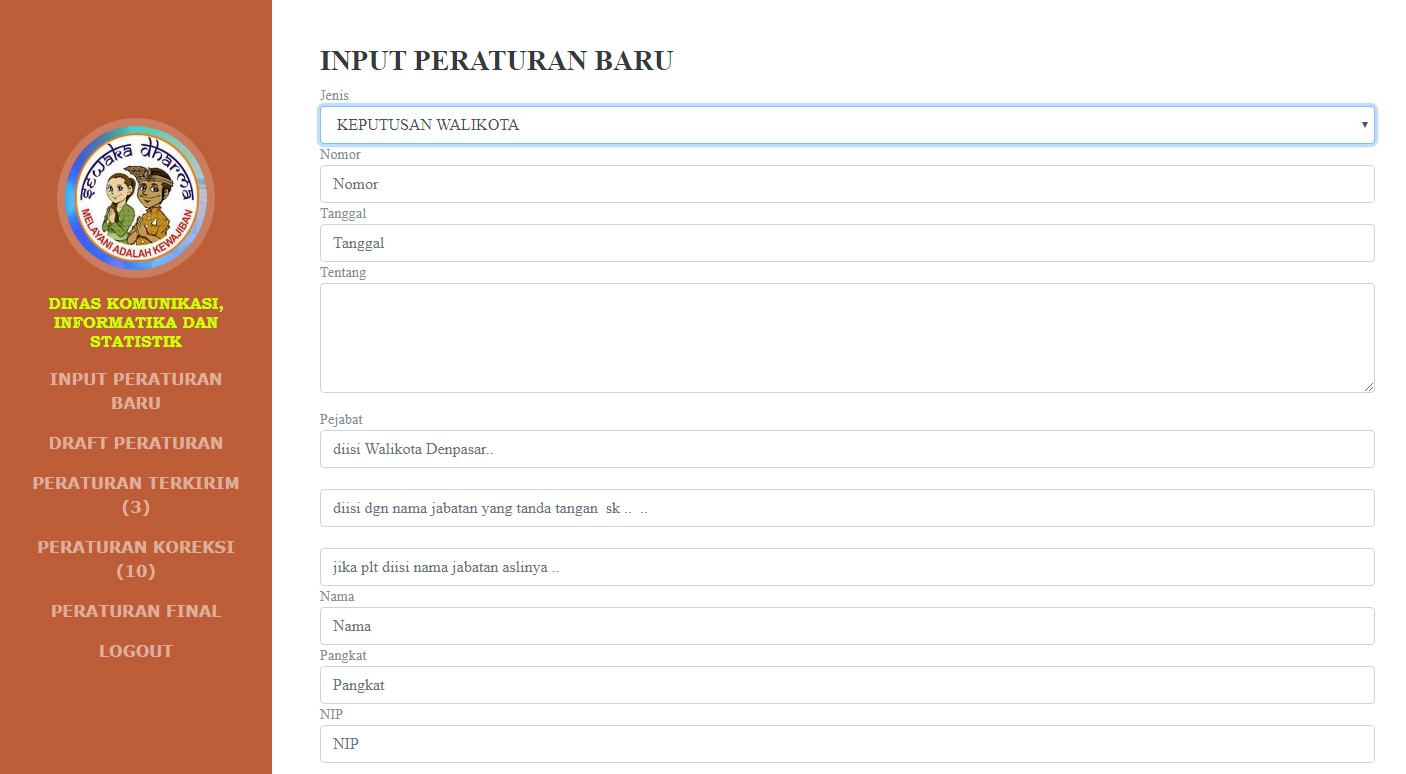 sewaka dharma
MELAYANI ADALAH KEWAJIBAN
DINAS KOMUNIKASI,
INFORMATIKA DAN
STATISTIK
INPUT PERATURAN
BARU
DRAFT PERATURAN
PERATURAN TERKIRIM
(3)
PERATURAN KOREKSI
(10)
PERATURAN FINAL
LOGOUT
INPUT PERATURAN BARU
Jenis
KEPUTUSAN WALIKOTA
Nomor
Nomor
Tanggal
Tanggal
Tentang
Pejabat
diisi Walikota Denpasar..
diisi dgn nama jabatan yang tanda tangan  sk ..  ..
jika plt diisi nama jabatan aslinya ..
Nama
Nama
Pangkat
Pangkat
NIP
NIP